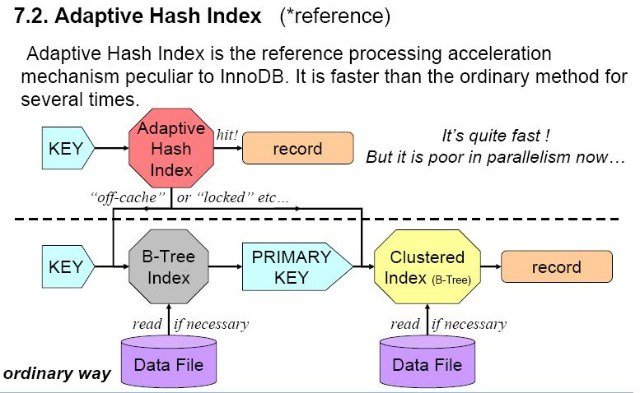 7.2. Adaptive Hash Index (*reference)
Adaptive Hash Index is the reference processing acceleration
mechanism peculiar to InnoDB. It is faster than the ordinary method for
several times.
KEY
Adaptive
Hash
Index
hit!
record
It's quite fast !
But it is poor in parallelism now…
"off-cache" or "locked" etc…
KEY
B-Tree
Index
PRIMARY
KEY
Clustered
Index (B-Tree)
record
read if necessary
read if necessary
Data File
Data File
ordinary way